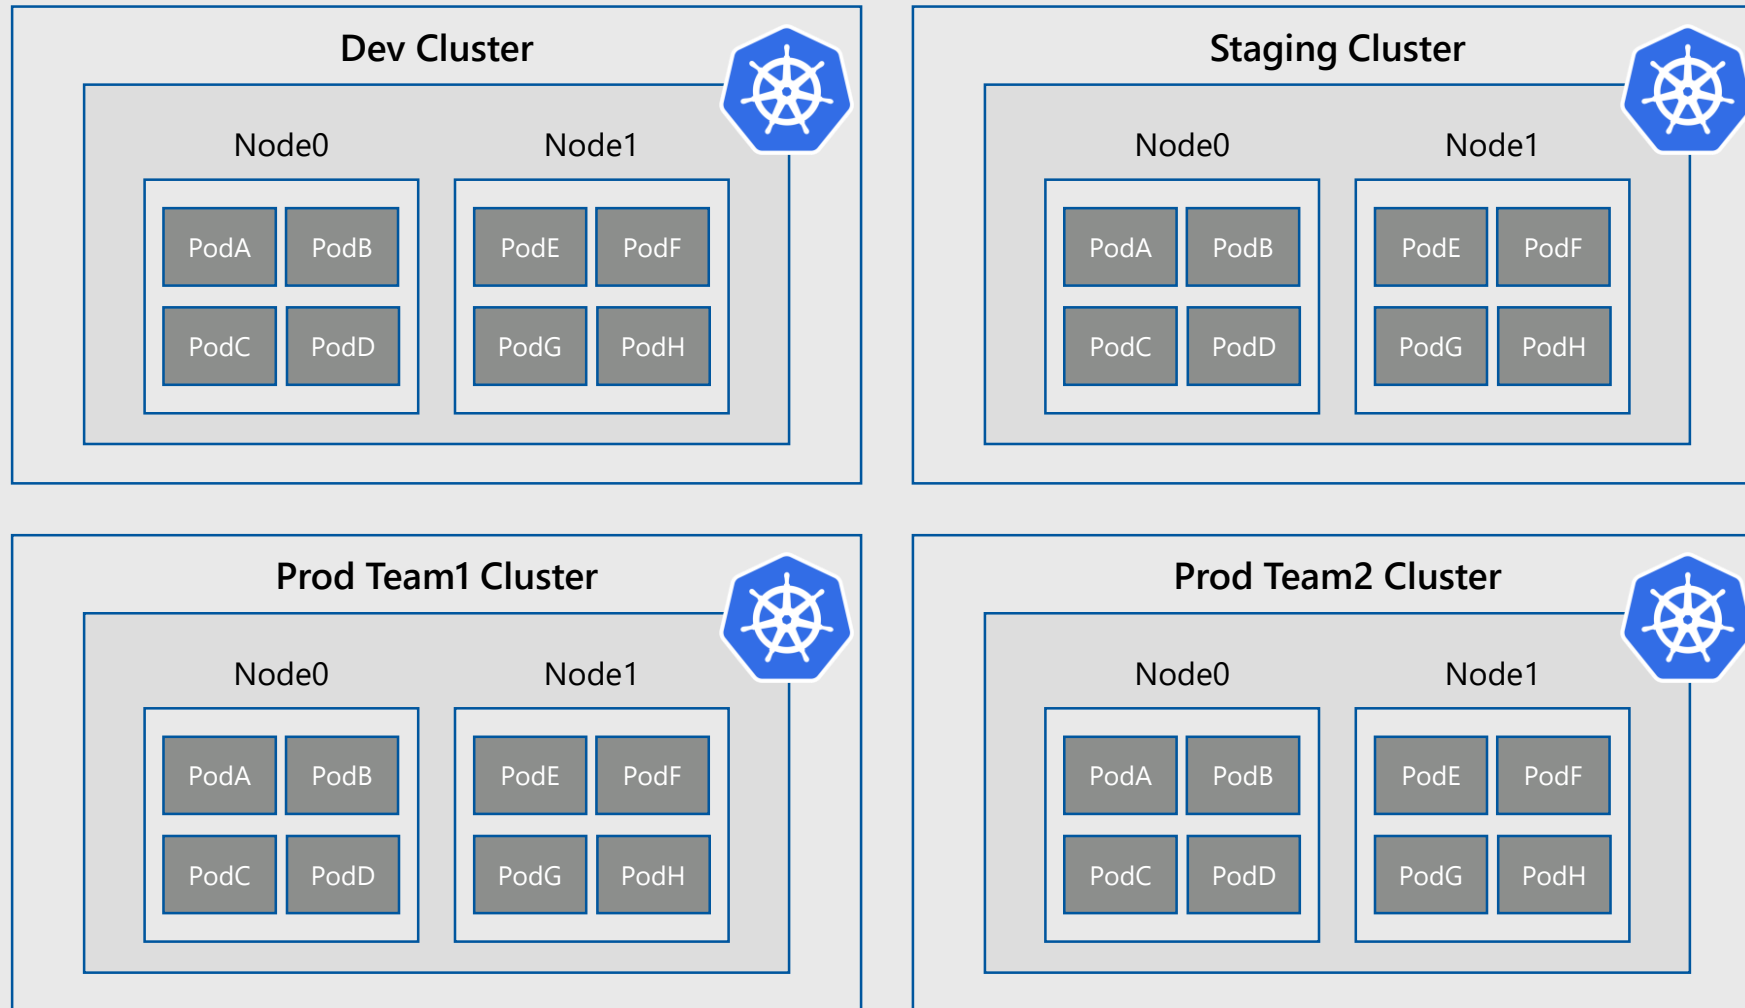 Dev Cluster
Node0
Node1
PodA PodB
PodC PodD
PodE PodF
PodG PodH
Staging Cluster
Node0
Node1
PodA PodB
PodC PodD
PodE PodF
PodG PodH
Prod Team1 Cluster
Node0
Node1
PodA PodB
PodC PodD
PodE PodF
PodG PodH
Prod Team2 Cluster
Node0
Node1
PodA PodB
PodC PodD
PodE PodF
PodG PodH